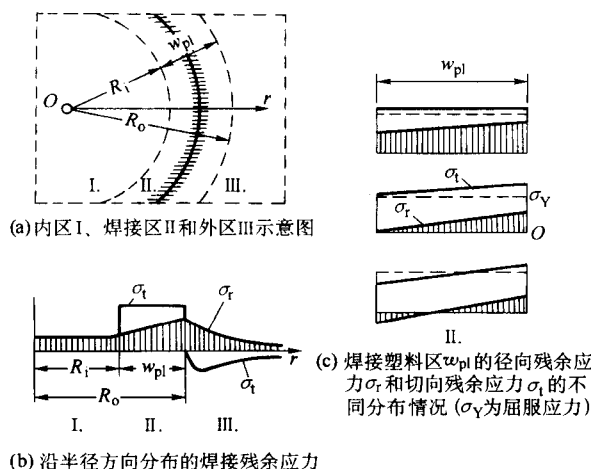 w_pl
R_i
O
r
R_o
I. II. III.
(a)内区I、焊接区II和外区III示意图
σ_t
σ_r
r
R_i w_pl
σ_t
R_o
I. II. III.
(b) 沿半径方向分布的焊接残余应力
w_pl
σ_t
σ_Y
σ_r
O
II.
(c) 焊接塑料区w_pl的径向残余应
力σ_r和切向残余应力σ_t的不
同分布情况 (σ_Y为屈服应力)